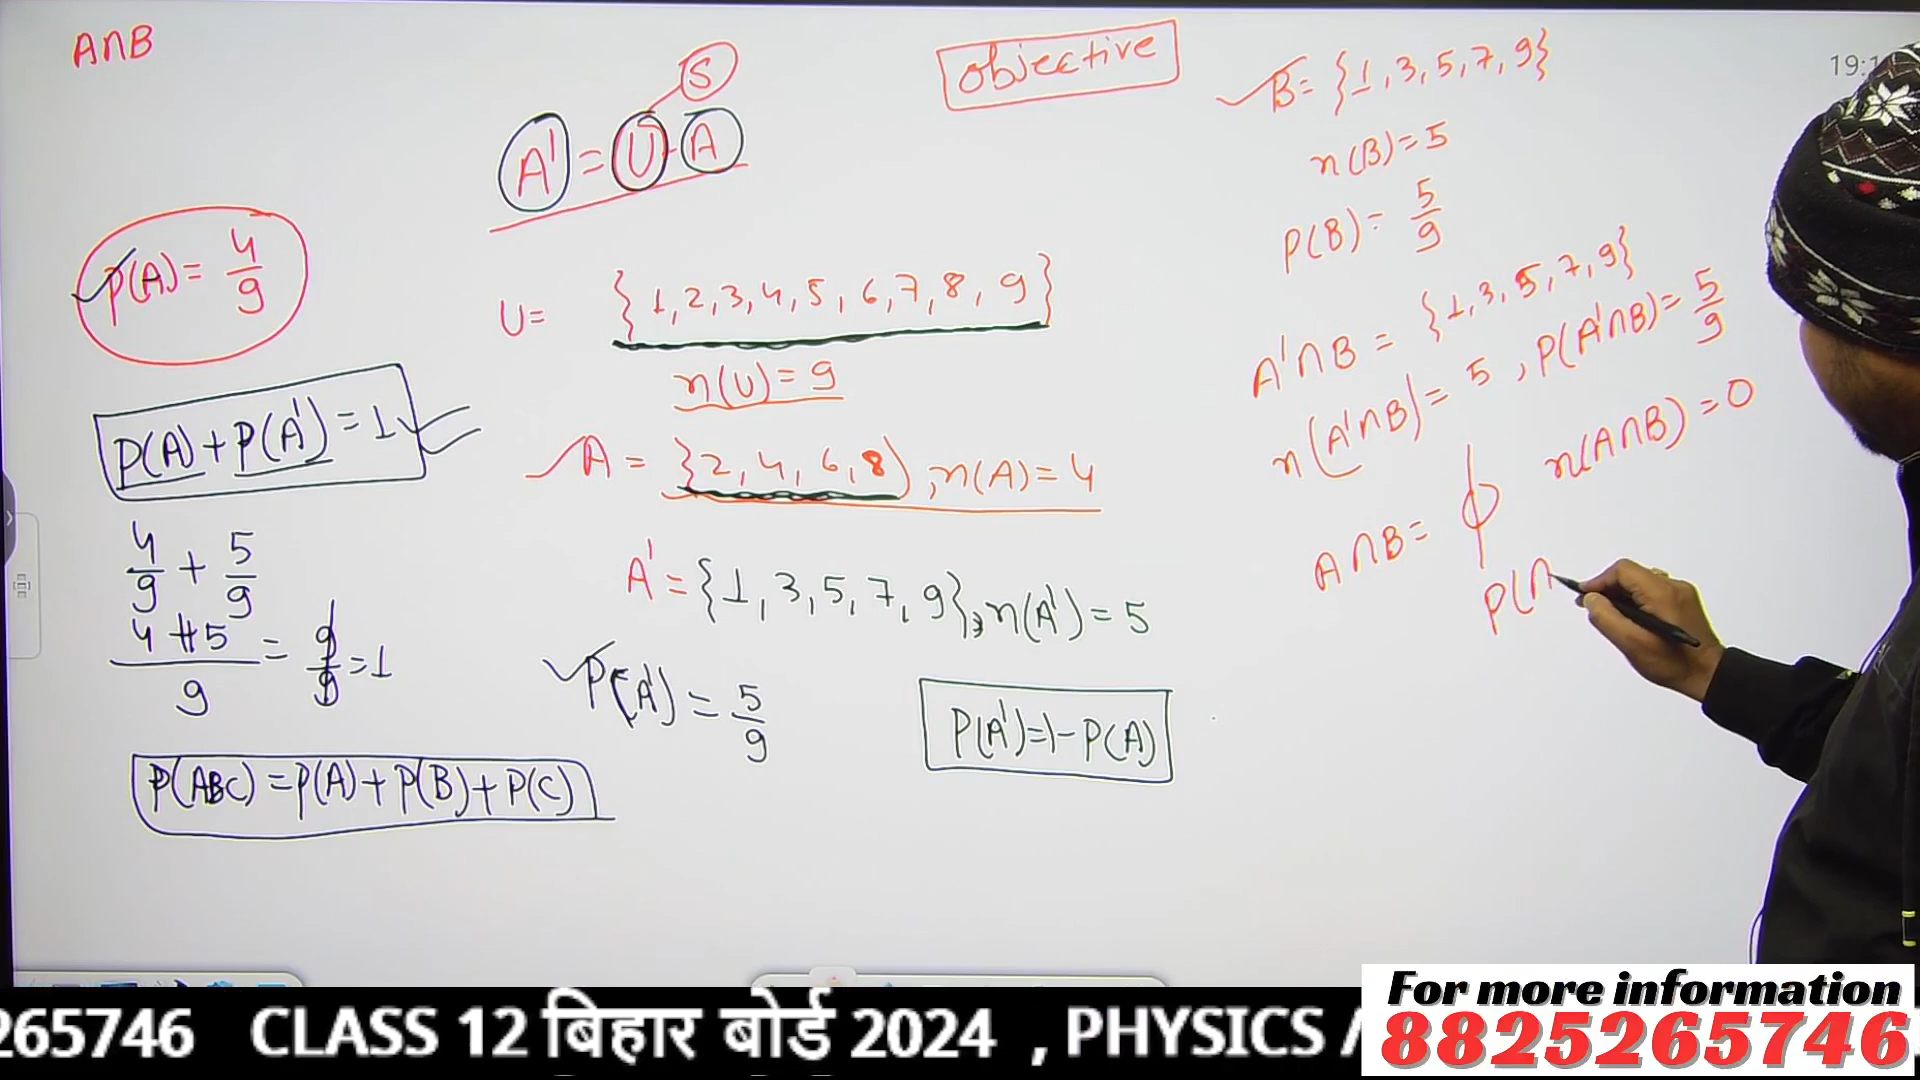 A∩B
S
A' = U - A
objective
19:1
B = {1, 3, 5, 7, 9}
n(B) = 5
P(B) = 5/9
P(A) = 4/9
U = {1, 2, 3, 4, 5, 6, 7, 8, 9}
n(U) = 9
A'∩B = {1, 3, 5, 7, 9}
n(A'∩B) = 5 , P(A'∩B) = 5/9
P(A) + P(A') = 1
A = {2, 4, 6, 8} , n(A) = 4
A∩B = ϕ n(A∩B) = 0
P(A
4/9 + 5/9
4+5/9 = 9/9 = 1
A' = {1, 3, 5, 7, 9}, n(A') = 5
P(A') = 5/9
P(A') = 1 - P(A)
P(ABC) = P(A) + P(B) + P(C)
265746 CLASS 12 बिहार बोर्ड 2024 , PHYSICS /
For more information
8825265746